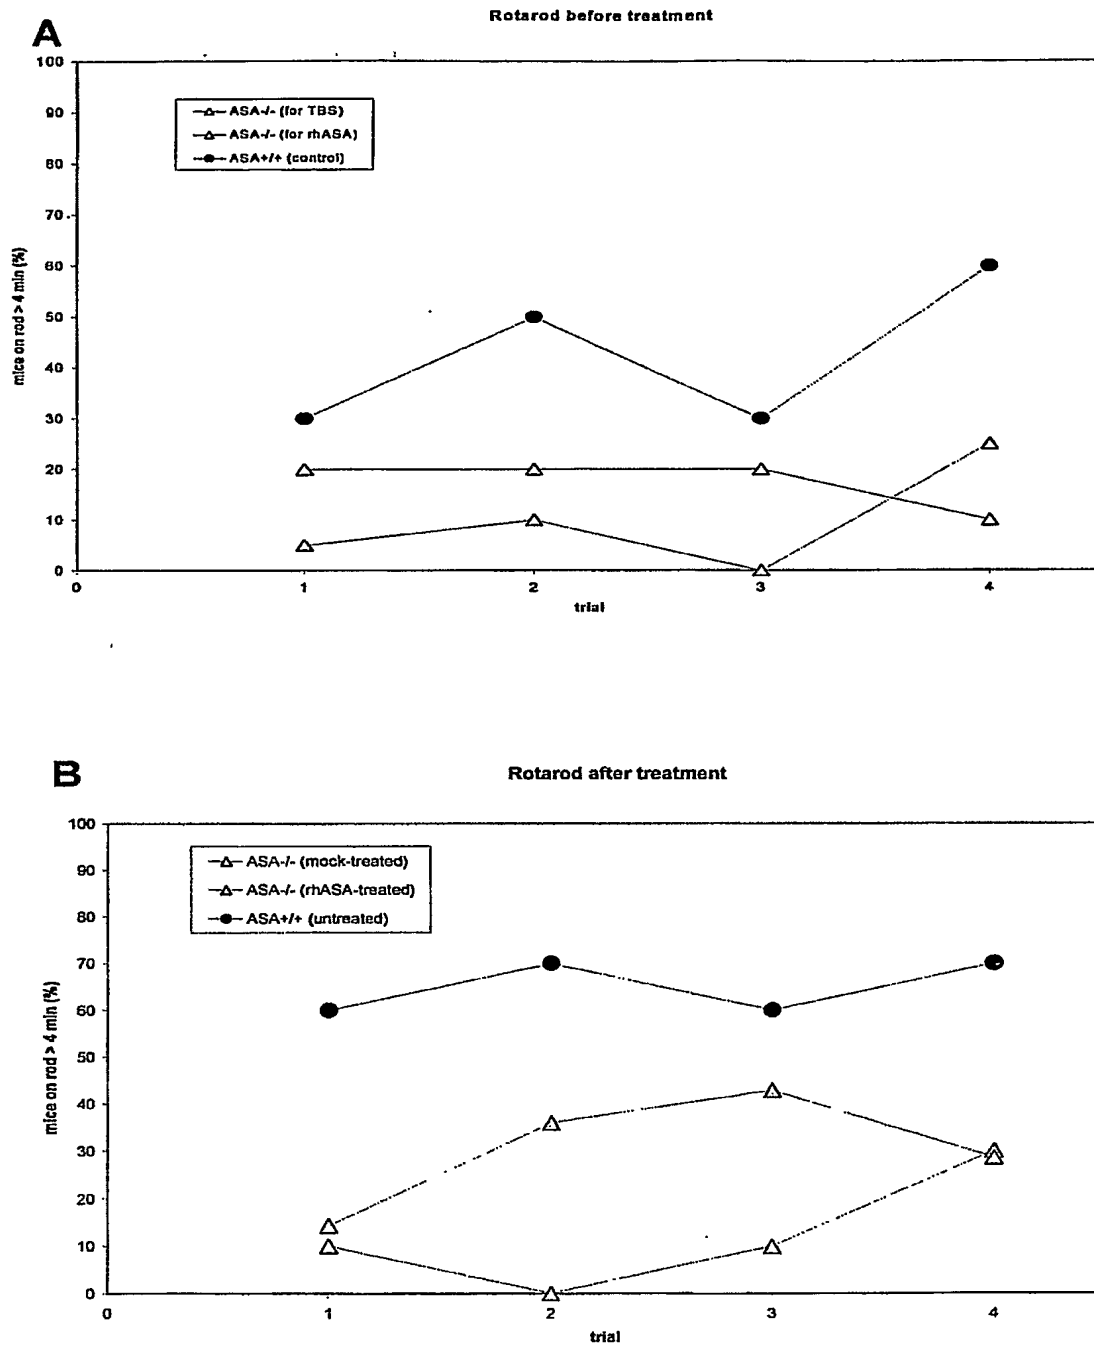 A
Rotarod before treatment
100
90
80
70
60
50
40
30
20
10
0
mice on rod > 4 min (%)
ASA-/- (for TBS)
ASA-/- (for rhASA)
ASA+/+ (control)
0 1 2 3 4
trial
B
Rotarod after treatment
100
90
80
70
60
50
40
30
20
10
0
mice on rod > 4 min (%)
ASA-/- (mock-treated)
ASA-/- (rhASA-treated)
ASA+/+ (untreated)
0 1 2 3 4
trial